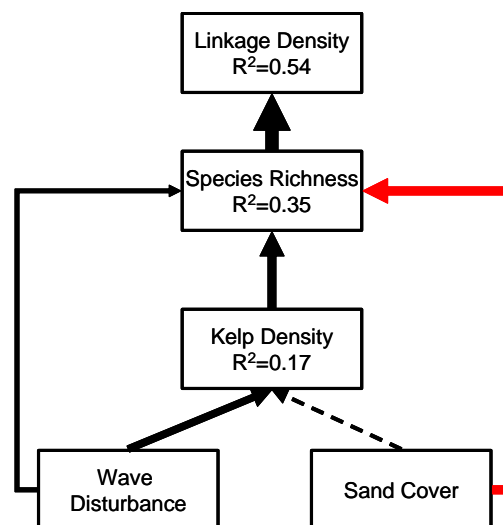 Linkage Density
R²=0.54
Species Richness
R²=0.35
Kelp Density
R²=0.17
Wave
Disturbance
Sand Cover